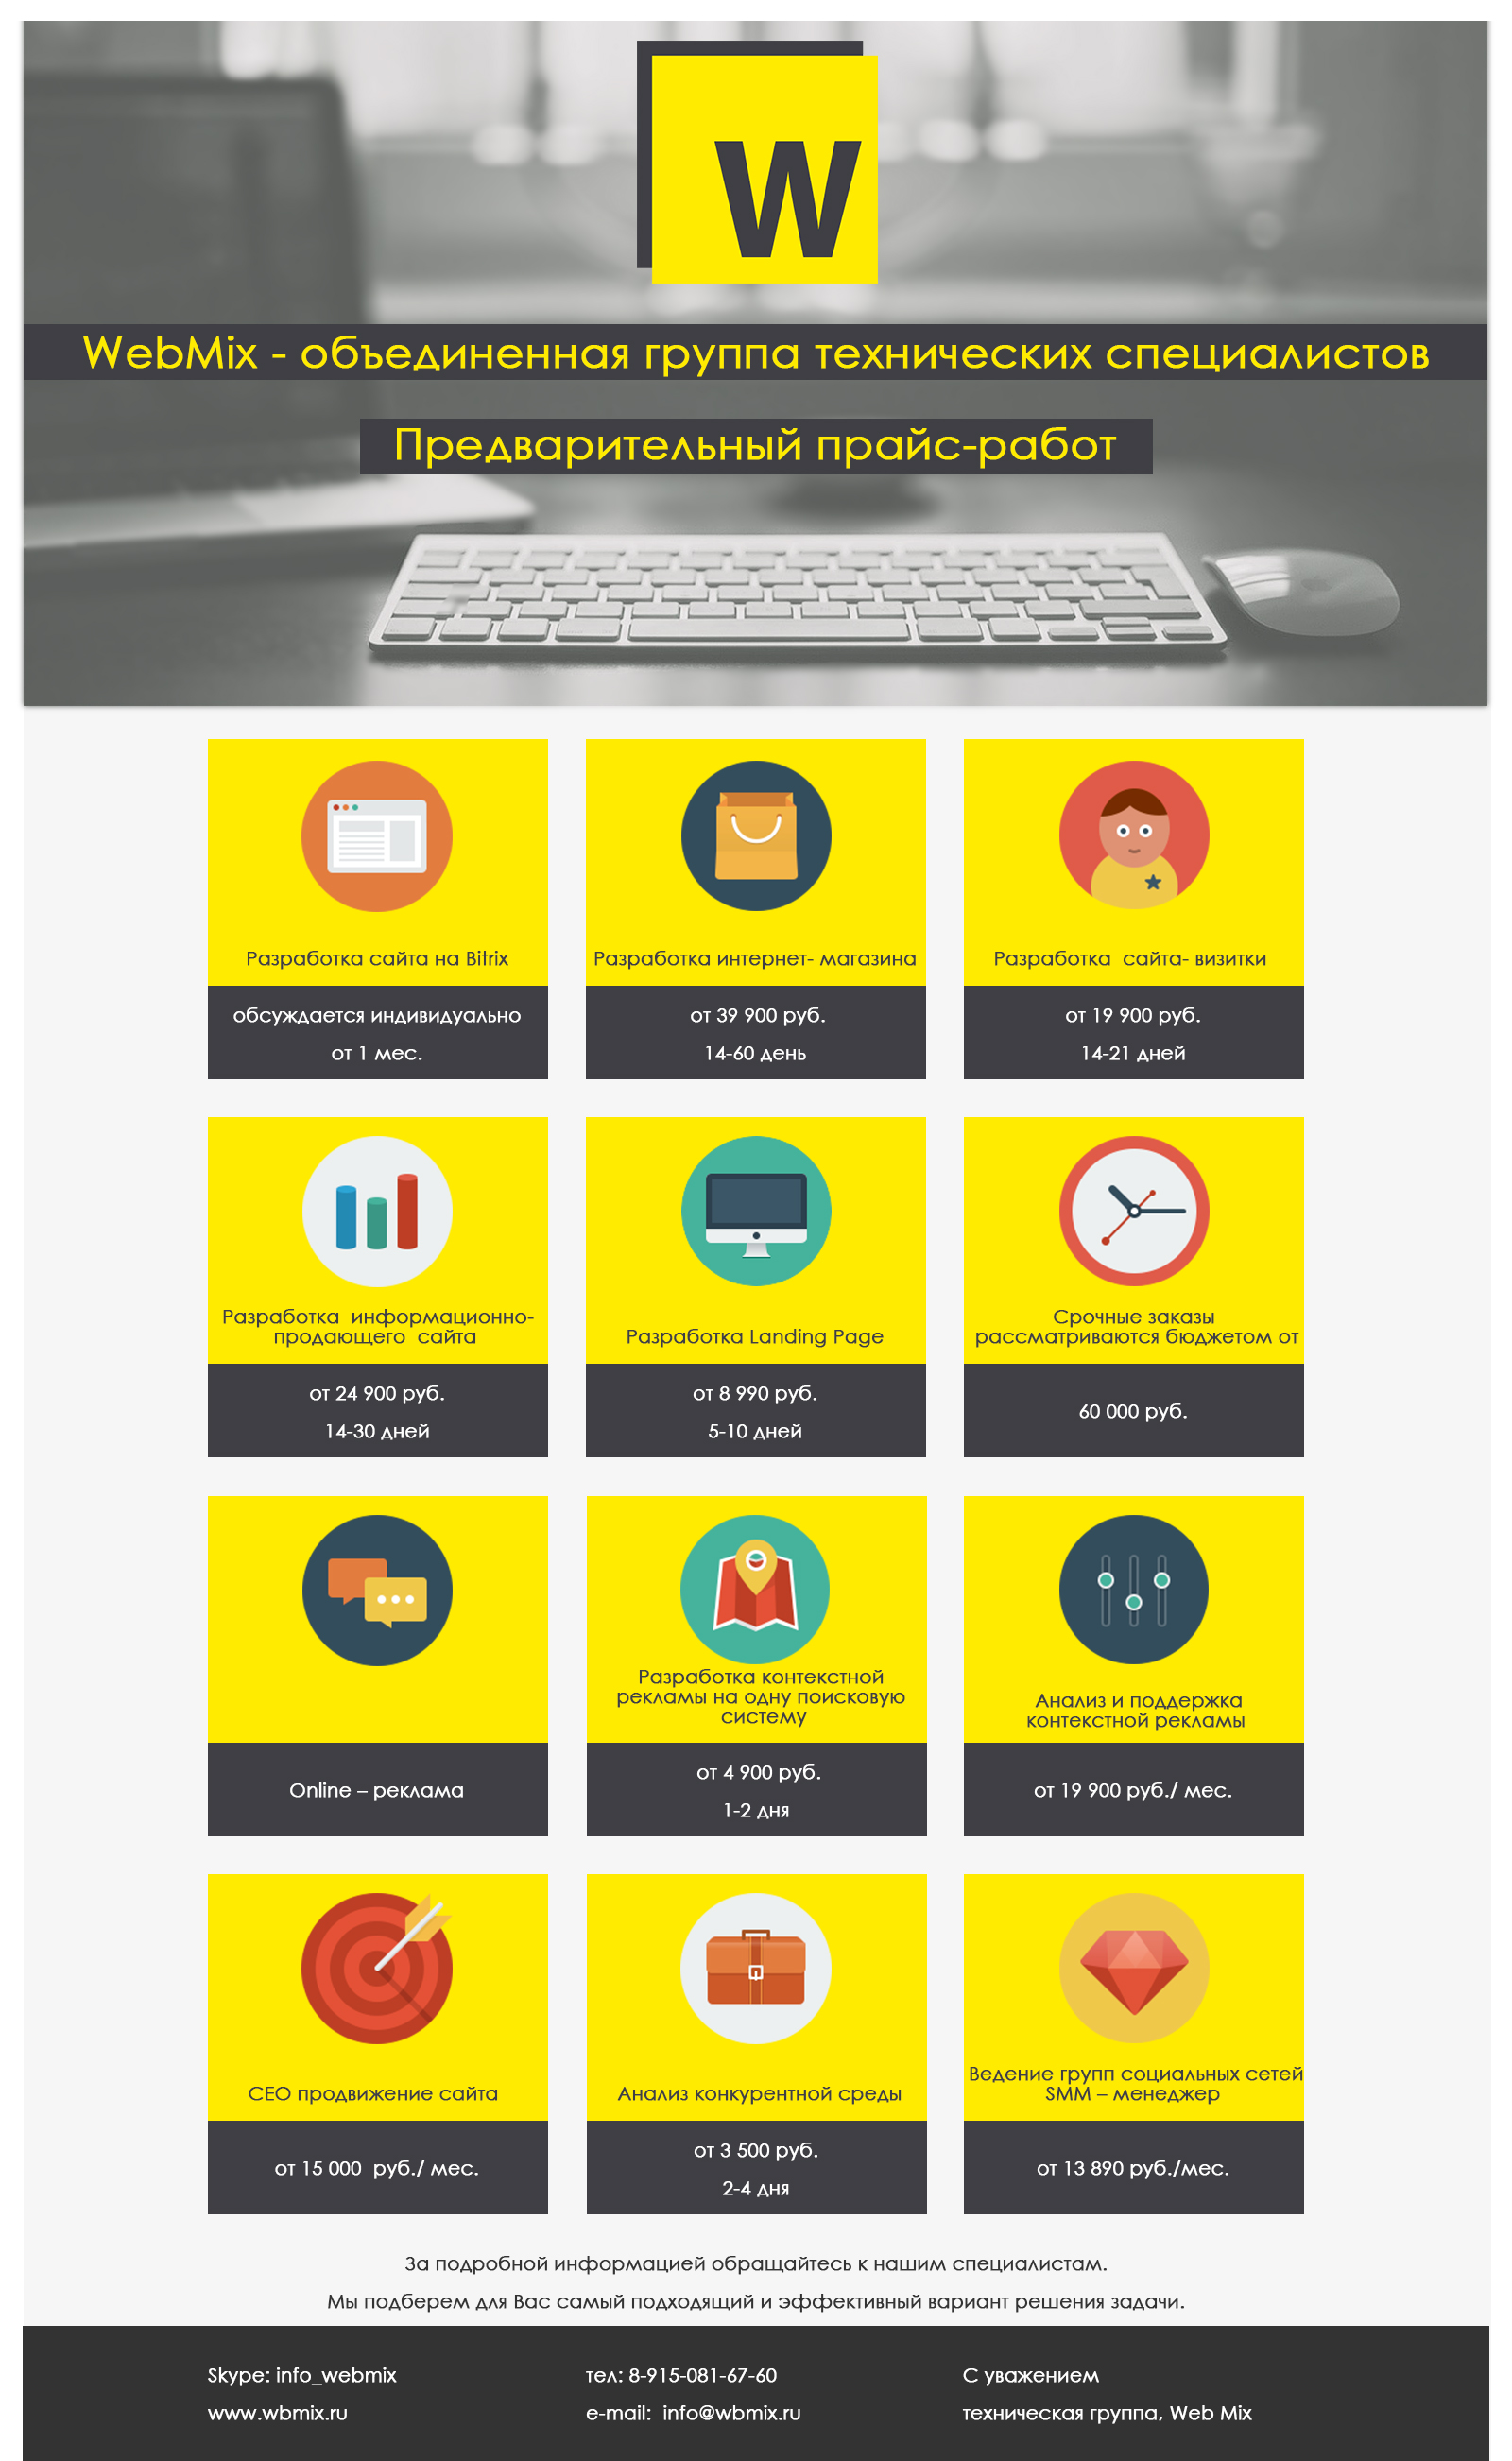 W
WebMix - объединенная группа технических специалистов
Предварительный прайс-работ
Разработка сайта на Bitrix
обсуждается индивидуально
от 1 мес.
Разработка интернет- магазина
от 39 900 руб.
14-60 день
Разработка  сайта- визитки
от 19 900 руб.
14-21 дней
Разработка  информационно-
продающего  сайта
от 24 900 руб.
14-30 дней
Разработка Landing Page
от 8 990 руб.
5-10 дней
Срочные заказы
рассматриваются бюджетом от
60 000 руб.
Online – реклама
Разработка контекстной
рекламы на одну поисковую
систему
от 4 900 руб.
1-2 дня
Анализ и поддержка
контекстной рекламы
от 19 900 руб./ мес.
СЕО продвижение сайта
от 15 000  руб./ мес.
Анализ конкурентной среды
от 3 500 руб.
2-4 дня
Ведение групп социальных сетей
SMM – менеджер
от 13 890 руб./мес.
За подробной информацией обращайтесь к нашим специалистам.
Мы подберем для Вас самый подходящий и эффективный вариант решения задачи.
Skype: info_webmix
www.wbmix.ru
тел: 8-915-081-67-60
e-mail:  info@wbmix.ru
С уважением
техническая группа, Web Mix